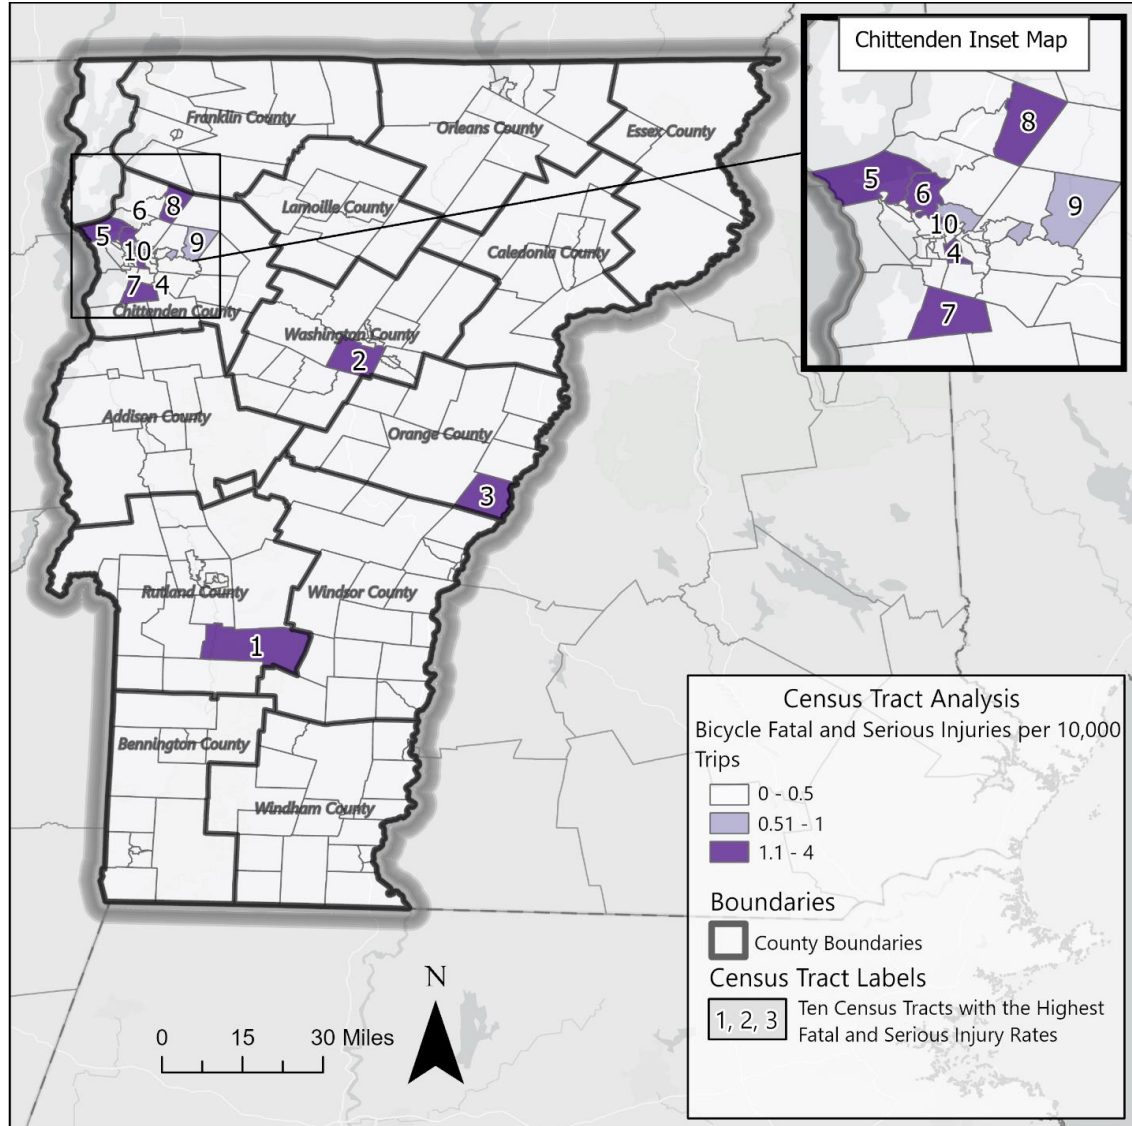 Chittenden Inset Map
8
5
6
9
10
4
7
Franklin County
Orleans County
Essex County
Lamoille County
6
8
5
9
10
7
4
Chittenden County
Caledonia County
Washington County
2
Addison County
Orange County
3
Rutland County
Windsor County
1
Bennington County
Windham County
Census Tract Analysis
Bicycle Fatal and Serious Injuries per 10,000
Trips
0 - 0.5
0.51 - 1
1.1 - 4
Boundaries
County Boundaries
Census Tract Labels
1, 2, 3
Ten Census Tracts with the Highest
Fatal and Serious Injury Rates
N
0 15 30 Miles